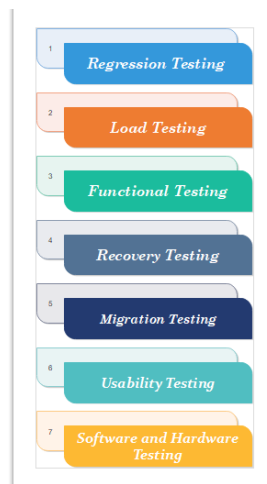 1
Regression Testing
2
Load Testing
3
Functional Testing
4
Recovery Testing
5
Migration Testing
6
Usability Testing
7
Software and Hardware
Testing